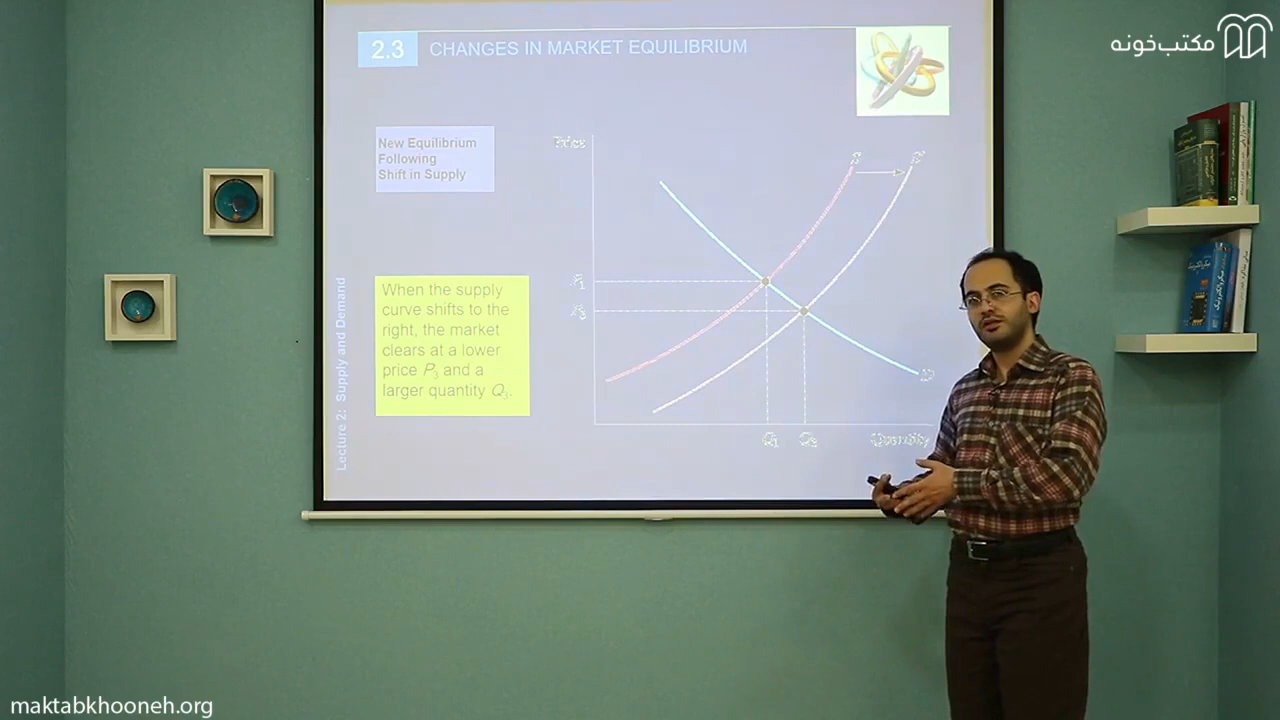 مکتب‌خونه
2.3 CHANGES IN MARKET EQUILIBRIUM
New Equilibrium
Following
Shift in Supply
Price
S
S'
P₁
P₃
D
Q₁ Q₃ Quantity
When the supply
curve shifts to the
right, the market
clears at a lower
price P₃ and a
larger quantity Q₃.
Lecture 2: Supply and Demand
maktabkhooneh.org